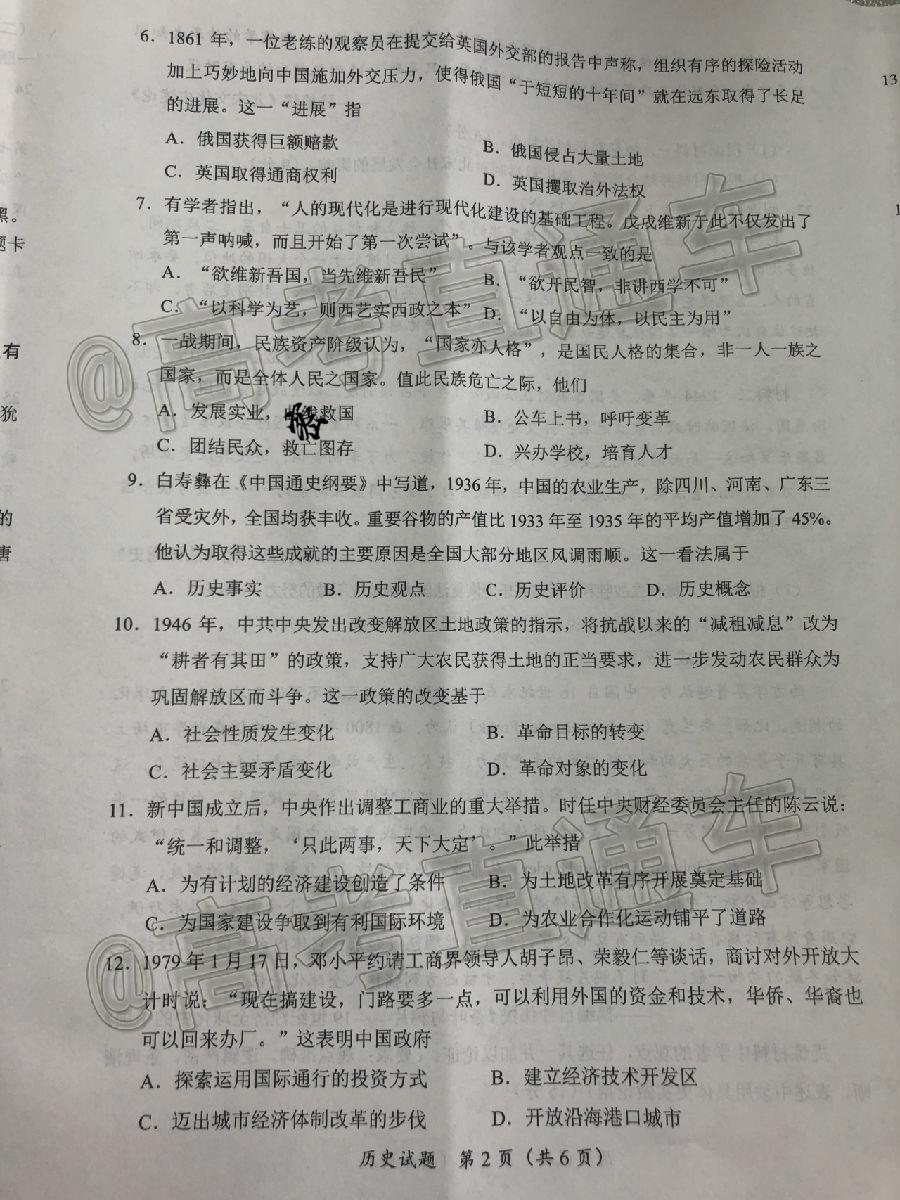 6．1861 年，一位老练的观察员在提交给英国外交部的报告中声称，组织有序的探险活动
加上巧妙地向中国施加外交压力，使得俄国“于短短的十年间”就在远东取得了长足
的进展。这一“进展”指
A．俄国获得巨额赔款 B．俄国侵占大量土地
C．英国取得通商权利 D．英国攫取治外法权
7．有学者指出，“人的现代化是进行现代化建设的基础工程。戊戌维新于此不仅发出了
第一声呐喊，而且开始了第一次尝试”。与该学者观点一致的是
A．“欲维新吾国，当先维新吾民” B．“欲开民智，非讲西学不可”
C．“以科学为艺，则西艺实西政之本” D．“以自由为体，以民主为用”
8．一战期间，民族资产阶级认为，“国家亦人格”，是国民人格的集合，非一人一族之
国家，而是全体人民之国家。值此民族危亡之际，他们
A．发展实业，救国 B．公车上书，呼吁变革
C．团结民众，救亡图存 D．兴办学校，培育人才
9．白寿彝在《中国通史纲要》中写道，1936 年，中国的农业生产，除四川、河南、广东三
省受灾外，全国均获丰收。重要谷物的产值比 1933 年至 1935 年的平均产值增加了 45%。
他认为取得这些成就的主要原因是全国大部分地区风调雨顺。这一看法属于
A．历史事实 B．历史观点 C．历史评价 D．历史概念
10．1946 年，中共中央发出改变解放区土地政策的指示，将抗战以来的“减租减息”改为
“耕者有其田”的政策，支持广大农民获得土地的正当要求，进一步发动农民群众为
巩固解放区而斗争。这一政策的改变基于
A．社会性质发生变化 B．革命目标的转变
C．社会主要矛盾变化 D．革命对象的变化
11．新中国成立后，中央作出调整工商业的重大举措。时任中央财经委员会主任的陈云说：
“统一和调整，‘只此两事，天下大定’。”此举措
A．为有计划的经济建设创造了条件 B．为土地改革有序开展奠定基础
C．为国家建设争取到有利国际环境 D．为农业合作化运动铺平了道路
12．1979 年 1 月 17 日，邓小平约请工商界领导人胡子昂、荣毅仁等谈话，商讨对外开放大
计时说：“现在搞建设，门路要多一点，可以利用外国的资金和技术，华侨、华裔也
可以回来办厂。”这表明中国政府
A．探索运用国际通行的投资方式 B．建立经济技术开发区
C．迈出城市经济体制改革的步伐 D．开放沿海港口城市
历史试题 第 2 页（共 6 页）
@高考直通车
@高考直通车
黑。
题卡
有
犹
的
唐
13